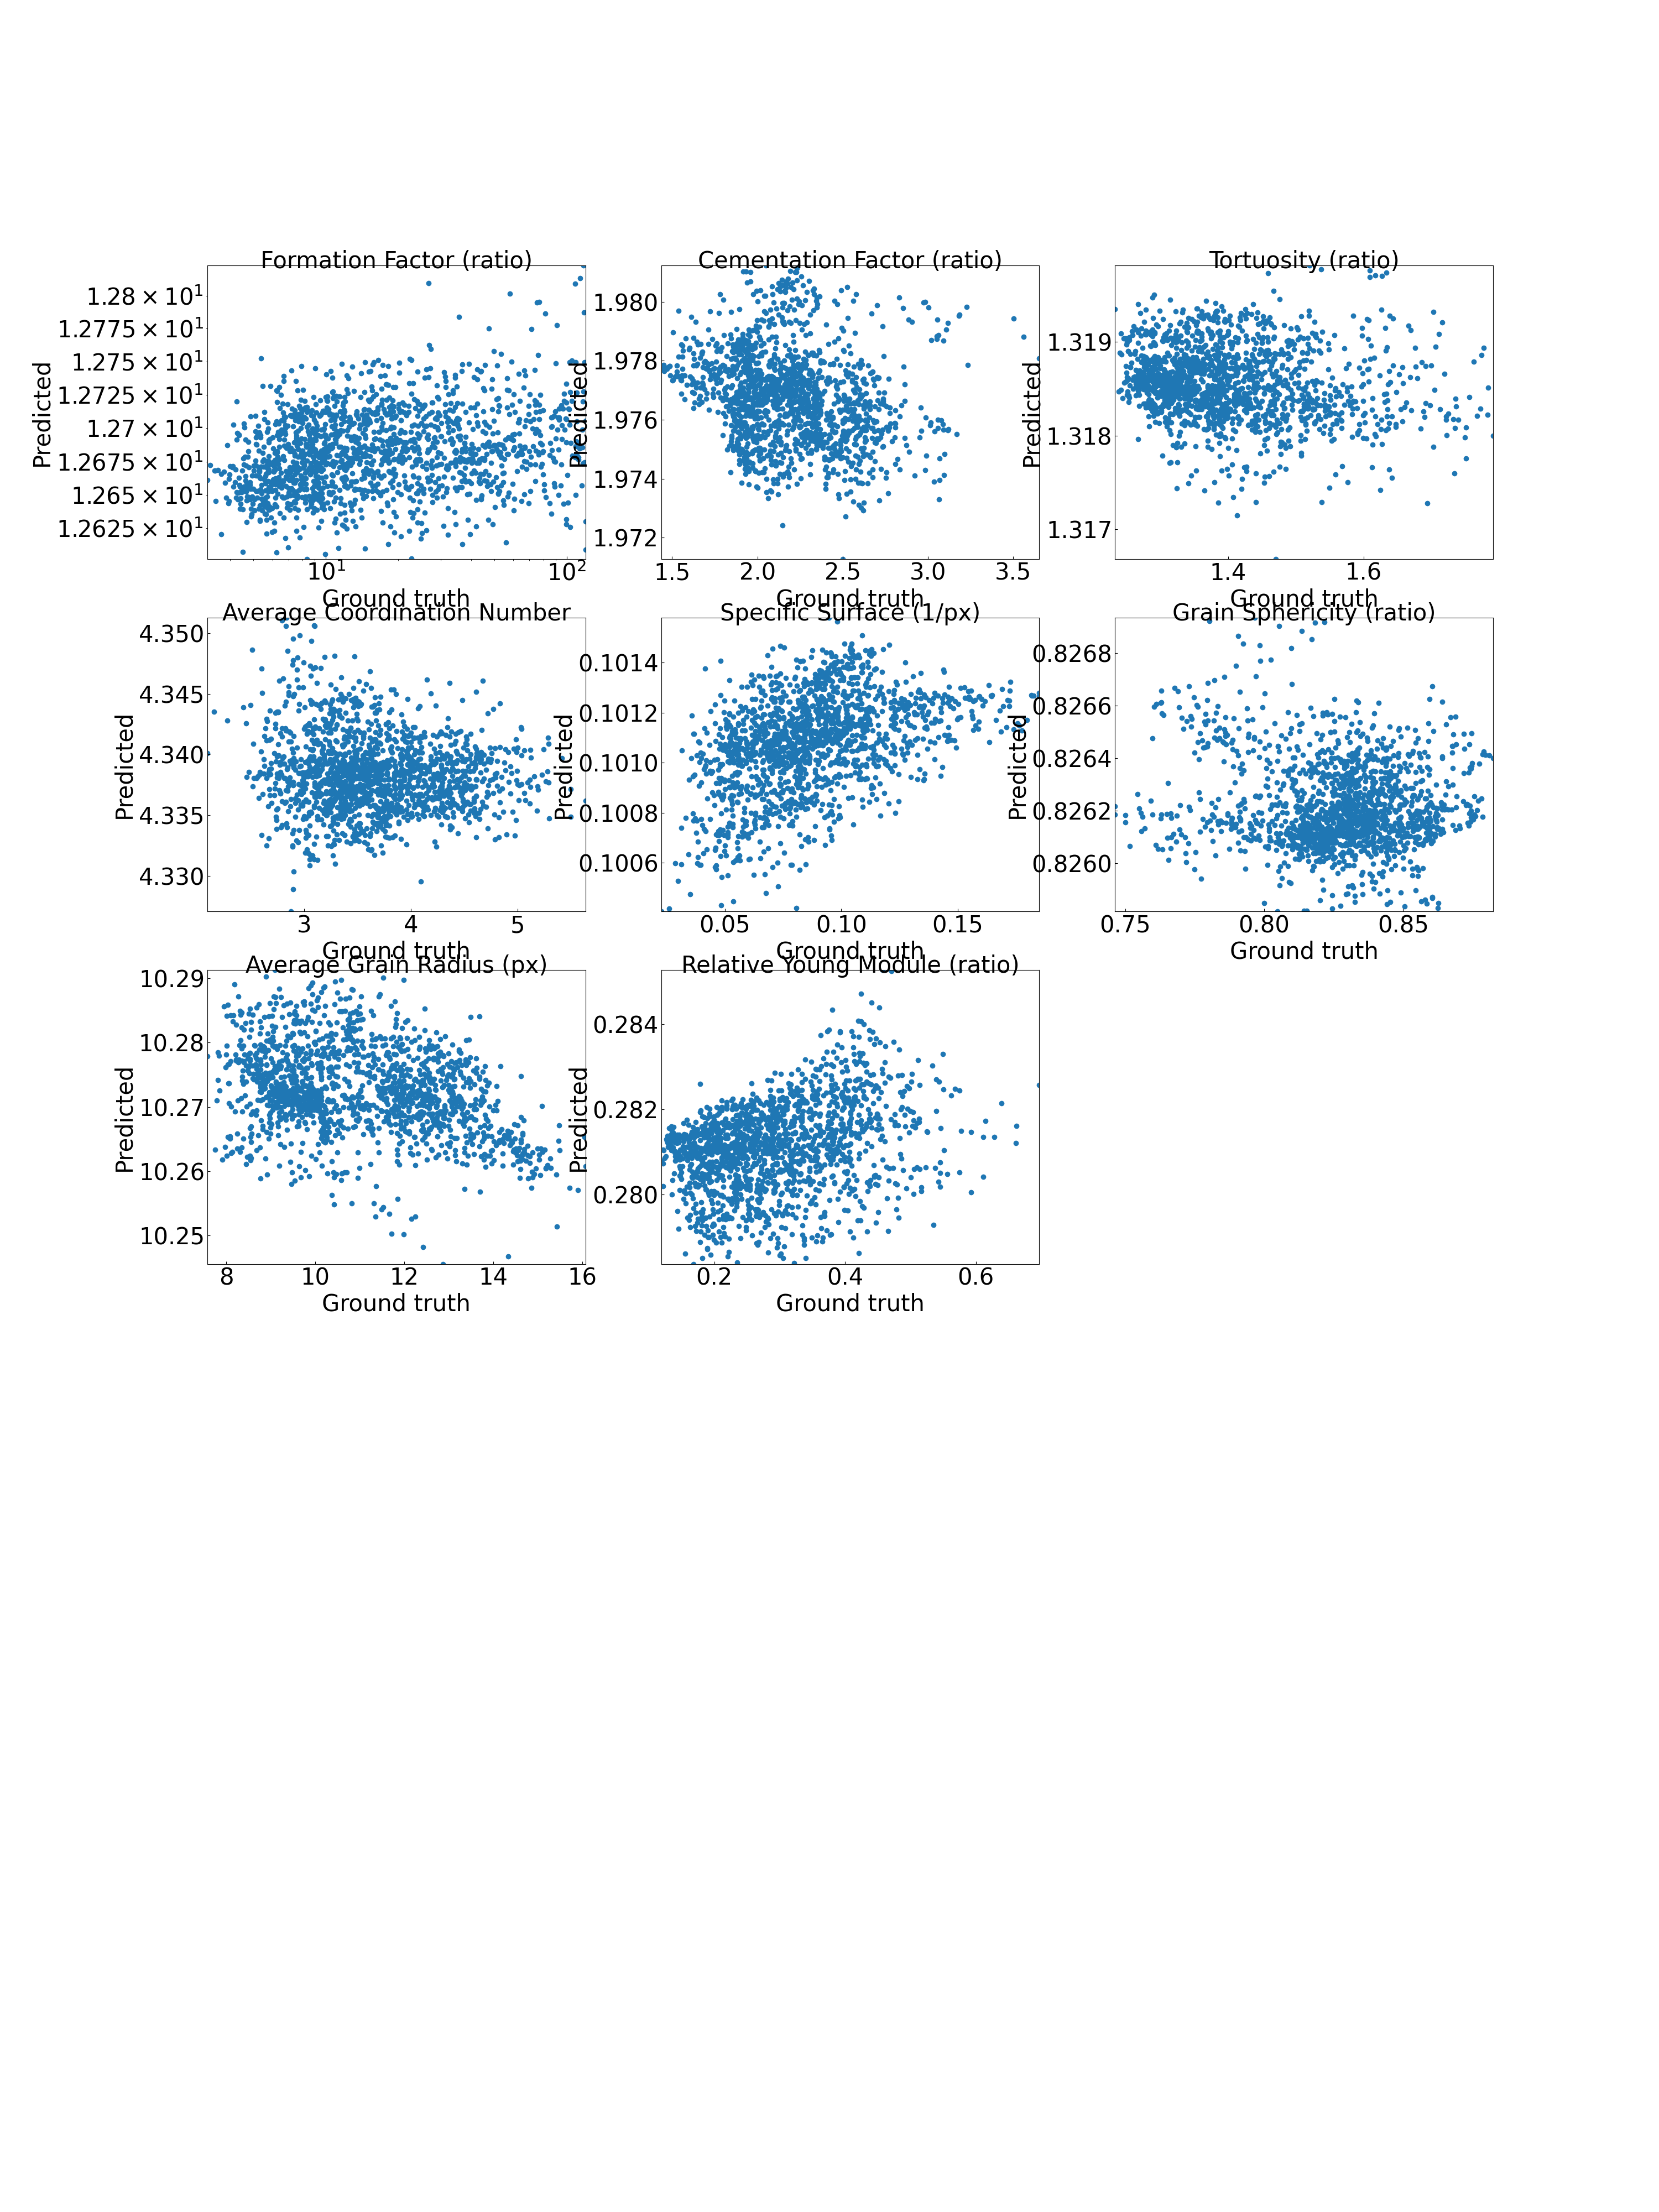 Formation Factor (ratio)
Predicted
1.28 × 10¹
1.2775 × 10¹
1.275 × 10¹
1.2725 × 10¹
1.27 × 10¹
1.2675 × 10¹
1.265 × 10¹
1.2625 × 10¹
10¹ 10²
Ground truth
Cementation Factor (ratio)
Predicted
1.980
1.978
1.976
1.974
1.972
1.5 2.0 2.5 3.0 3.5
Ground truth
Tortuosity (ratio)
Predicted
1.319
1.318
1.317
1.4 1.6
Ground truth
Average Coordination Number
Predicted
4.350
4.345
4.340
4.335
4.330
3 4 5
Ground truth
Specific Surface (1/px)
Predicted
0.1014
0.1012
0.1010
0.1008
0.1006
0.05 0.10 0.15
Ground truth
Grain Sphericity (ratio)
Predicted
0.8268
0.8266
0.8264
0.8262
0.8260
0.75 0.80 0.85
Ground truth
Average Grain Radius (px)
Predicted
10.29
10.28
10.27
10.26
10.25
8 10 12 14 16
Ground truth
Relative Young Module (ratio)
Predicted
0.284
0.282
0.280
0.2 0.4 0.6
Ground truth